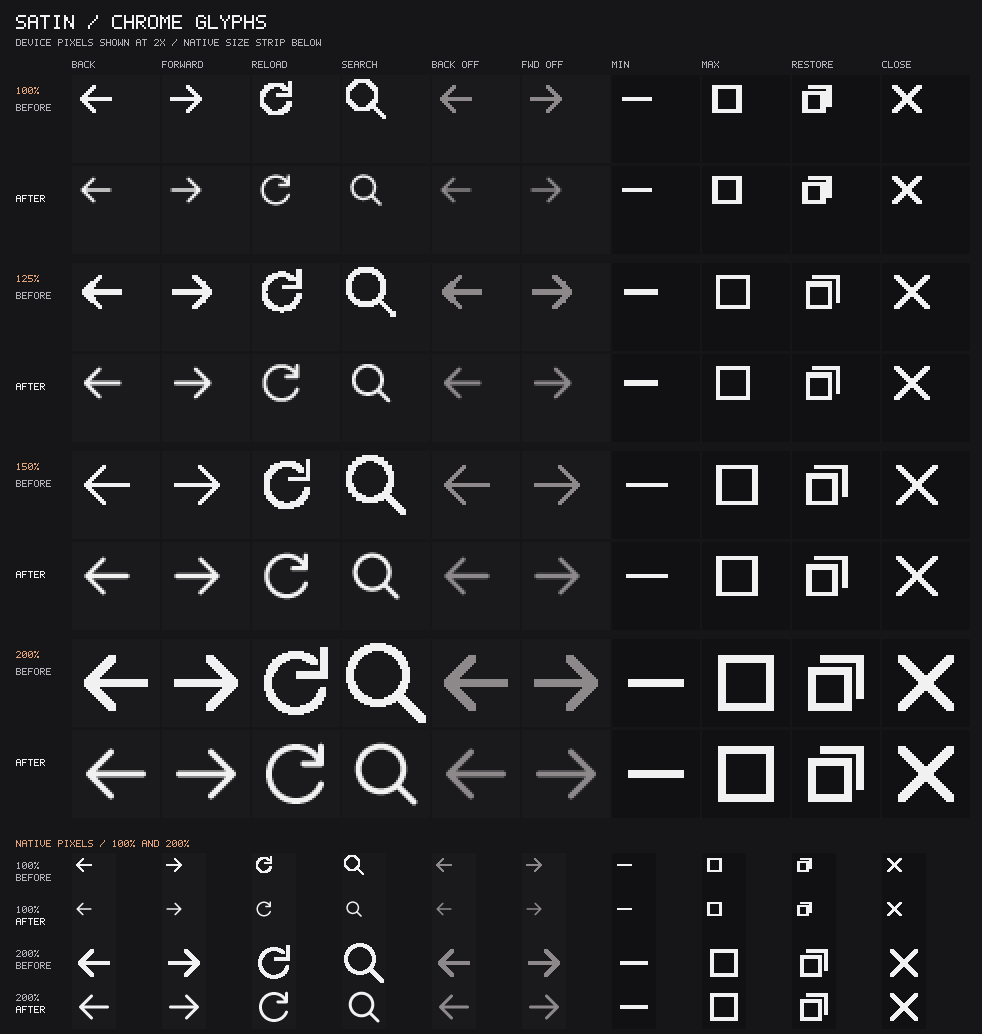 SATIN / CHROME GLYPHS
DEVICE PIXELS SHOWN AT 2X / NATIVE SIZE STRIP BELOW
BACK FORWARD RELOAD SEARCH BACK OFF FWD OFF MIN MAX RESTORE CLOSE
100%
BEFORE
AFTER
125%
BEFORE
AFTER
150%
BEFORE
AFTER
200%
BEFORE
AFTER
NATIVE PIXELS / 100% AND 200%
100%
BEFORE
100%
AFTER
200%
BEFORE
200%
AFTER